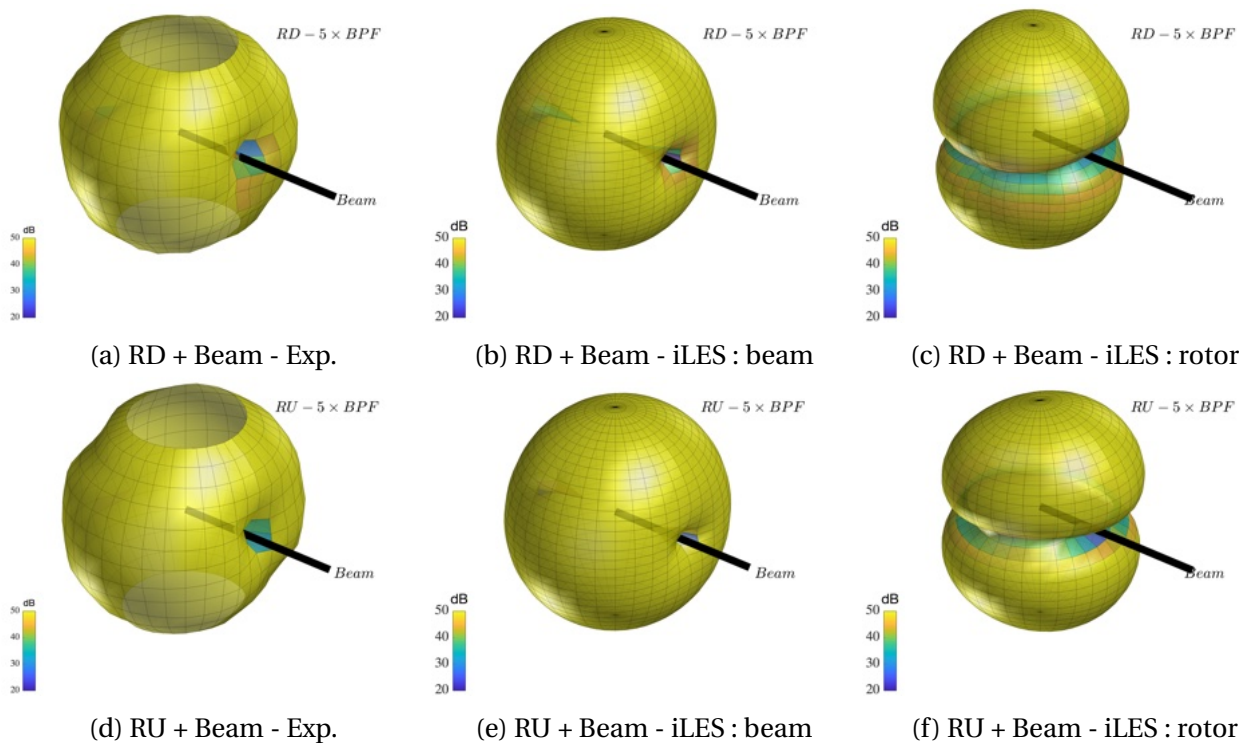 RD − 5 × BPF
RD − 5 × BPF
RD − 5 × BPF
Beam
Beam
Beam
dB
50
40
30
20
dB
50
40
30
20
dB
50
40
30
20
(a) RD + Beam - Exp.
(b) RD + Beam - iLES : beam
(c) RD + Beam - iLES : rotor
RU − 5 × BPF
RU − 5 × BPF
RU − 5 × BPF
Beam
Beam
Beam
dB
50
40
30
20
dB
50
40
30
20
dB
50
40
30
20
(d) RU + Beam - Exp.
(e) RU + Beam - iLES : beam
(f) RU + Beam - iLES : rotor